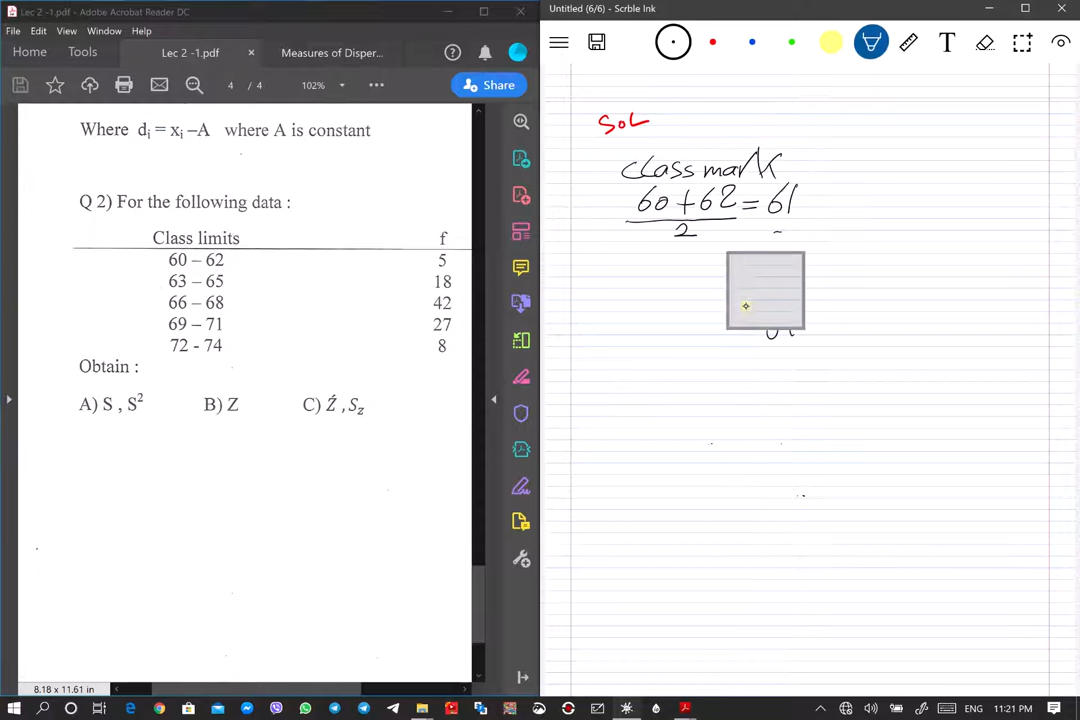 Lec 2 -1.pdf - Adobe Acrobat Reader DC
File Edit View Window Help
Home Tools Lec 2 -1.pdf × Measures of Disper...
4 / 4 102% Share
Where dᵢ = xᵢ –A where A is constant
Q 2) For the following data :
Class limits f
60 – 62 5
63 – 65 18
66 – 68 42
69 – 71 27
72 - 74 8
Obtain :
A) S , S² B) Z C) Ź , S_z
8.18 x 11.61 in
Untitled (6/6) - Scrble Ink
SoL
class mark
60 + 62 = 61
2
ENG 11:21 PM